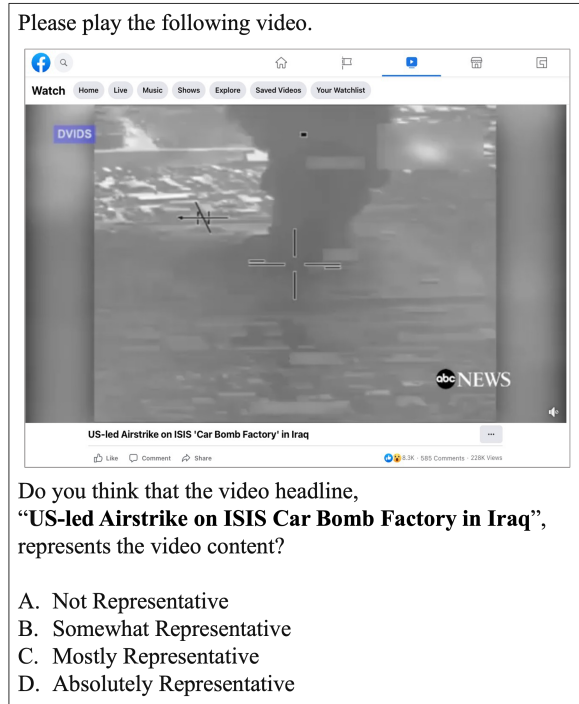 Please play the following video.
Watch Home Live Music Shows Explore Saved Videos Your Watchlist
DVIDS
N
abc NEWS
US-led Airstrike on ISIS 'Car Bomb Factory' in Iraq
Like Comment Share 8.3K · 585 Comments · 228K Views
Do you think that the video headline,
“US-led Airstrike on ISIS Car Bomb Factory in Iraq”,
represents the video content?
A. Not Representative
B. Somewhat Representative
C. Mostly Representative
D. Absolutely Representative